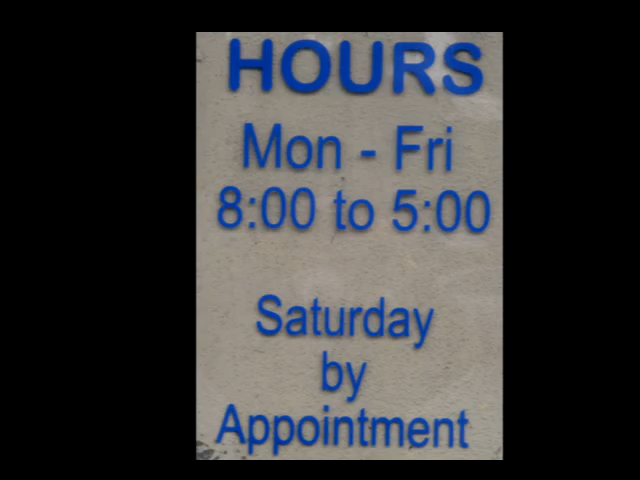 HOURS
Mon - Fri
8:00 to 5:00
Saturday
by
Appointment